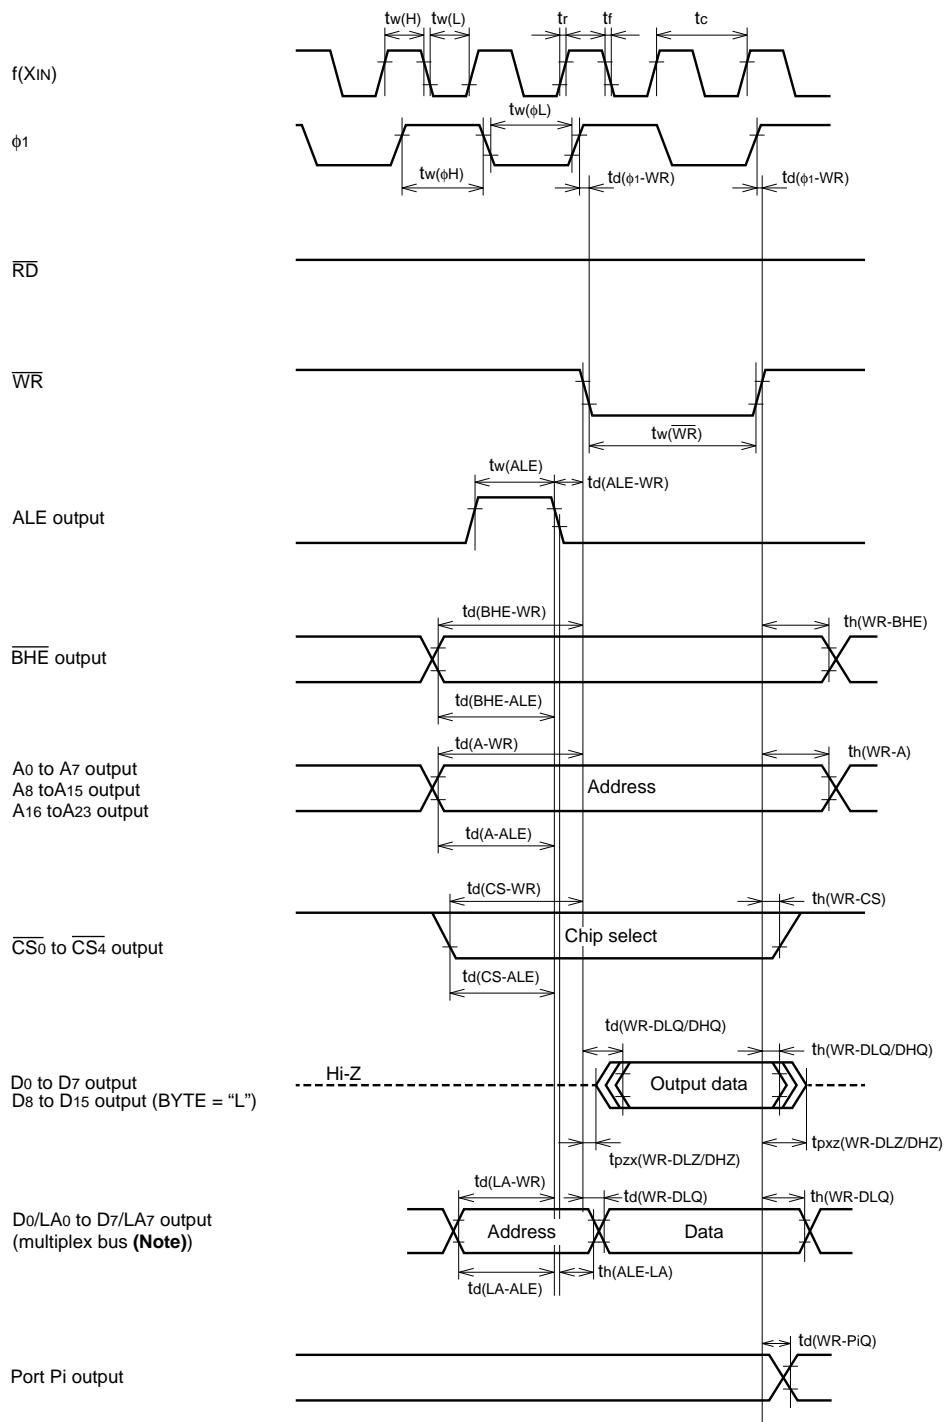 tw(H) tw(L) tr tf tc
f(XIN)
tw(ϕL)
ϕ1
tw(ϕH) td(ϕ1-WR) td(ϕ1-WR)
RD
WR
tw(WR)
tw(ALE)
td(ALE-WR)
ALE output
td(BHE-WR) th(WR-BHE)
BHE output
td(BHE-ALE)
td(A-WR) th(WR-A)
A0 to A7 output
A8 toA15 output
A16 toA23 output
Address
td(A-ALE)
td(CS-WR) th(WR-CS)
CS0 to CS4 output
Chip select
td(CS-ALE)
td(WR-DLQ/DHQ)
th(WR-DLQ/DHQ)
Hi-Z
D0 to D7 output
D8 to D15 output (BYTE = “L”)
Output data
tpzx(WR-DLZ/DHZ) tpxz(WR-DLZ/DHZ)
td(LA-WR) td(WR-DLQ) th(WR-DLQ)
D0/LA0 to D7/LA7 output
(multiplex bus (Note))
Address Data
td(LA-ALE) th(ALE-LA)
td(WR-PiQ)
Port Pi output